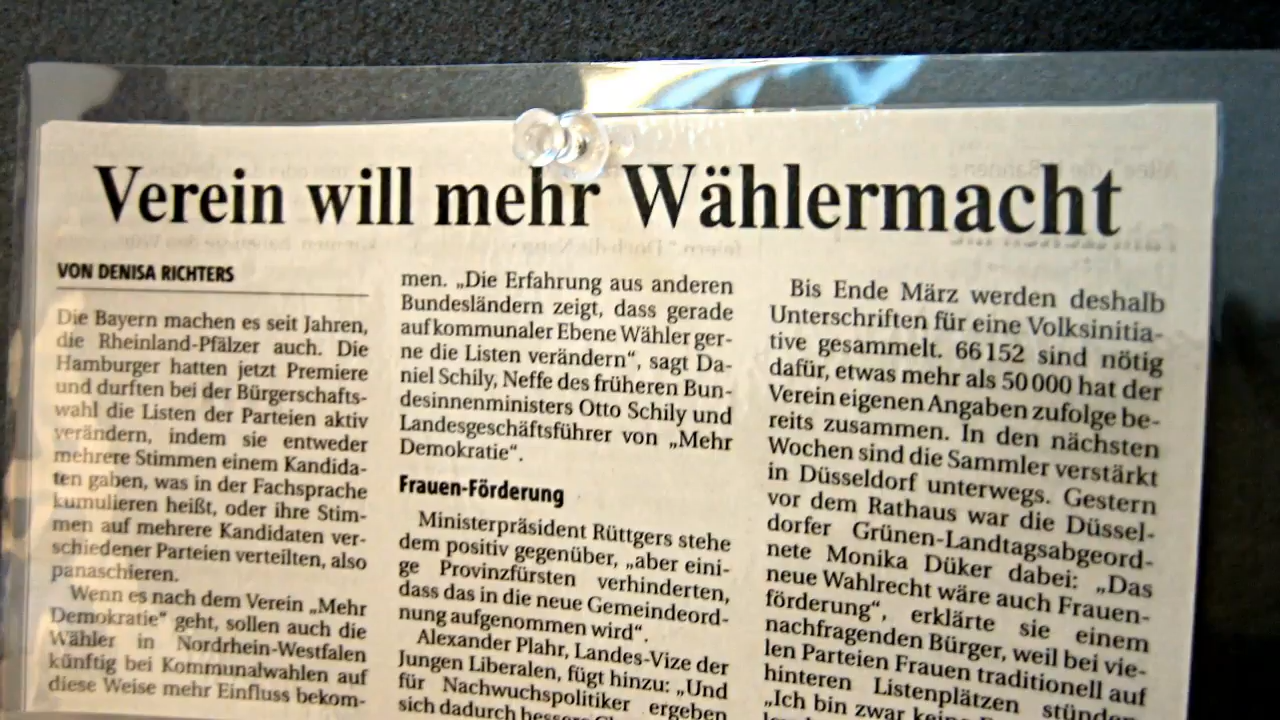 Verein will mehr Wählermacht
VON DENISA RICHTERS
Die Bayern machen es seit Jahren,
die Rheinland-Pfälzer auch. Die
Hamburger hatten jetzt Premiere
und durften bei der Bürgerschafts-
wahl die Listen der Parteien aktiv
verändern, indem sie entweder
mehrere Stimmen einem Kandida-
ten gaben, was in der Fachsprache
kumulieren heißt, oder ihre Stim-
men auf mehrere Kandidaten ver-
schiedener Parteien verteilten, also
panaschieren.
Wenn es nach dem Verein „Mehr
Demokratie“ geht, sollen auch die
Wähler in Nordrhein-Westfalen
künftig bei Kommunalwahlen auf
diese Weise mehr Einfluss bekom-
men. „Die Erfahrung aus anderen
Bundesländern zeigt, dass gerade
auf kommunaler Ebene Wähler ger-
ne die Listen verändern“, sagt Da-
niel Schily, Neffe des früheren Bun-
desinnenministers Otto Schily und
Landesgeschäftsführer von „Mehr
Demokratie“.
Frauen-Förderung
Ministerpräsident Rüttgers stehe
dem positiv gegenüber, „aber eini-
ge Provinzfürsten verhinderten,
dass das in die neue Gemeindeord-
nung aufgenommen wird“.
Alexander Plahr, Landes-Vize der
Jungen Liberalen, fügt hinzu: „Und
für Nachwuchspolitiker ergeben
sich dadurch bessere
Bis Ende März werden deshalb
Unterschriften für eine Volksinitia-
tive gesammelt. 66 152 sind nötig
dafür, etwas mehr als 50 000 hat der
Verein eigenen Angaben zufolge be-
reits zusammen. In den nächsten
Wochen sind die Sammler verstärkt
in Düsseldorf unterwegs. Gestern
vor dem Rathaus war die Düssel-
dorfer Grünen-Landtagsabgeord-
nete Monika Düker dabei: „Das
neue Wahlrecht wäre auch Frauen-
förderung“, erklärte sie einem
nachfragenden Bürger, weil bei vie-
len Parteien Frauen traditionell auf
hinteren Listenplätzen stünden.
„Ich bin zwar keine